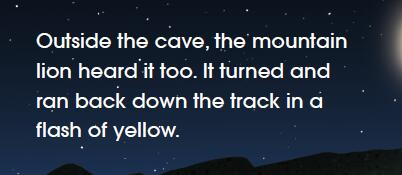 Outside the cave, the mountain
lion heard it too. It turned and
ran back down the track in a
flash of yellow.